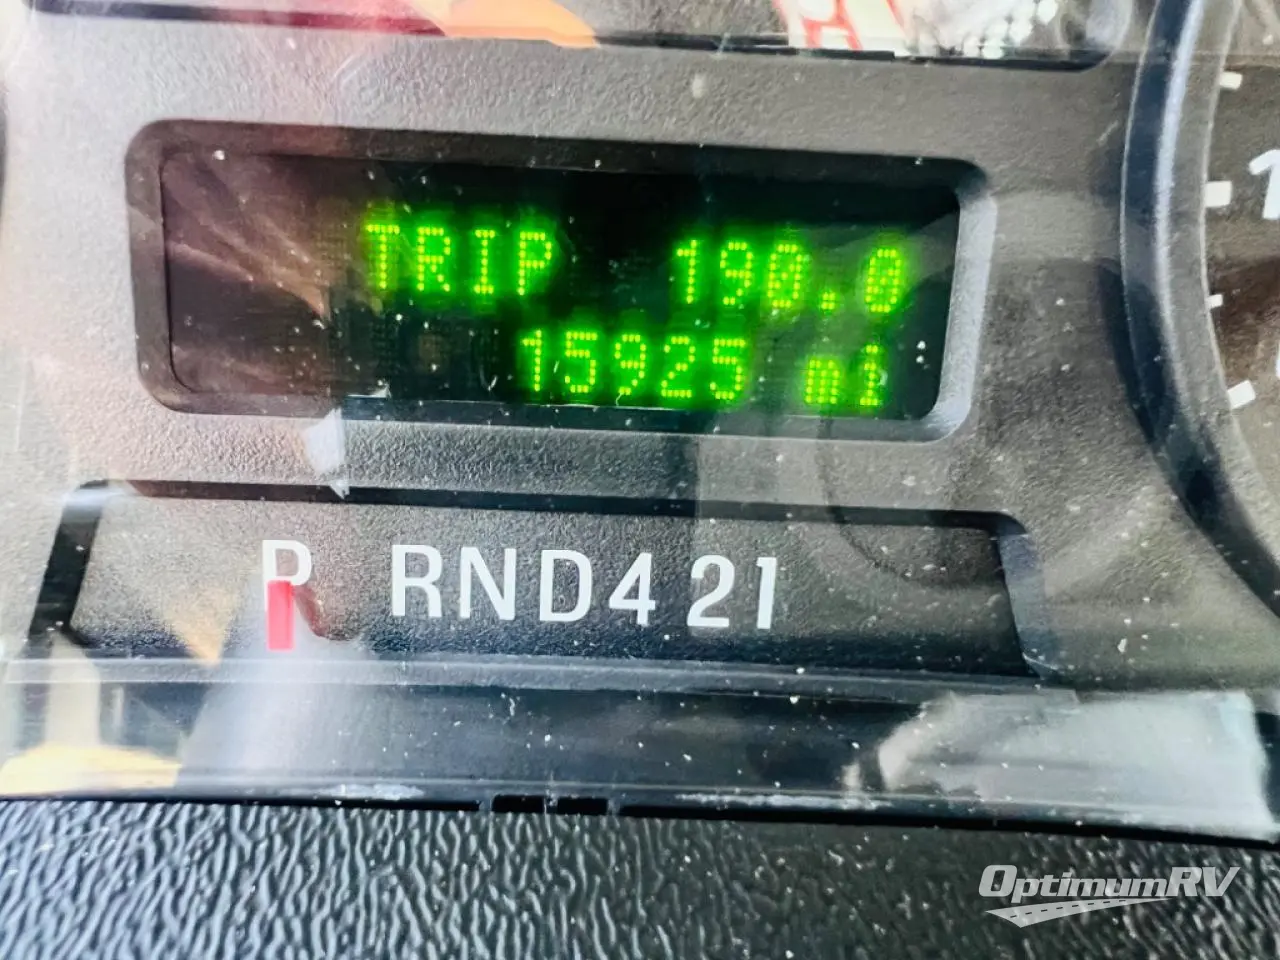 TRIP 190.0
15925 mi
P RND421
OptimumRV